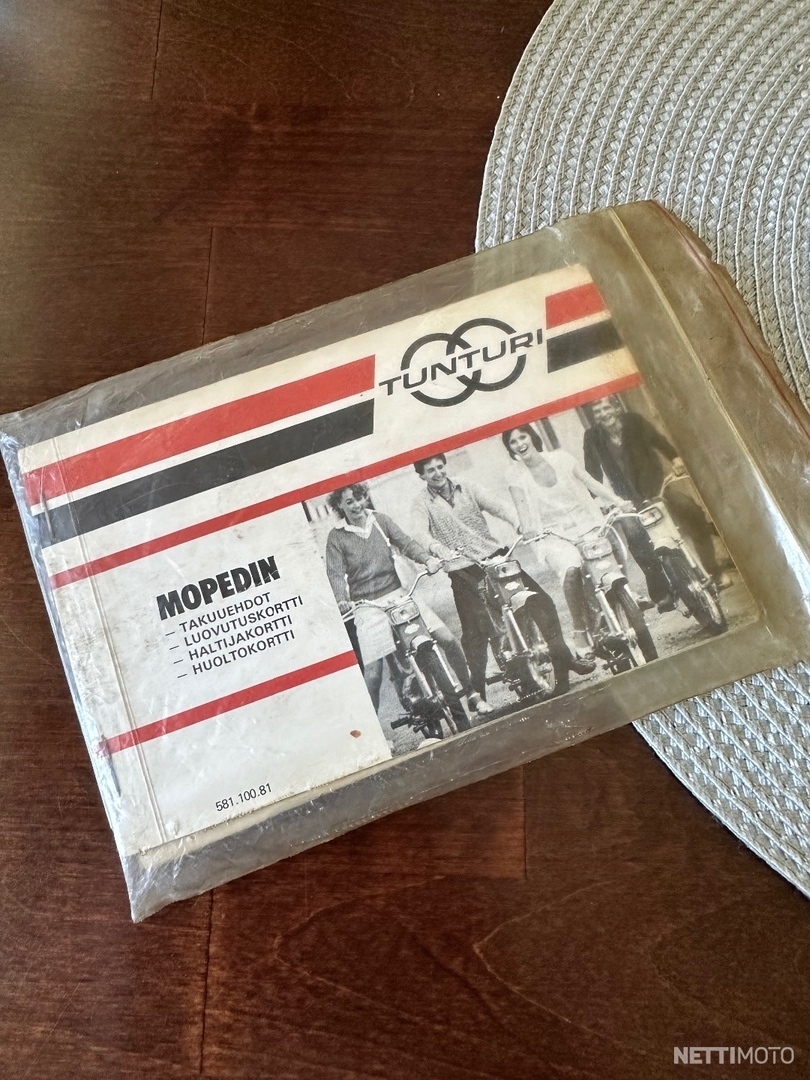 TUNTURI
MOPEDIN
– TAKUUEHDOT
– LUOVUTUSKORTTI
– HALTIJAKORTTI
– HUOLTOKORTTI
581.100.81
NETTIMOTO